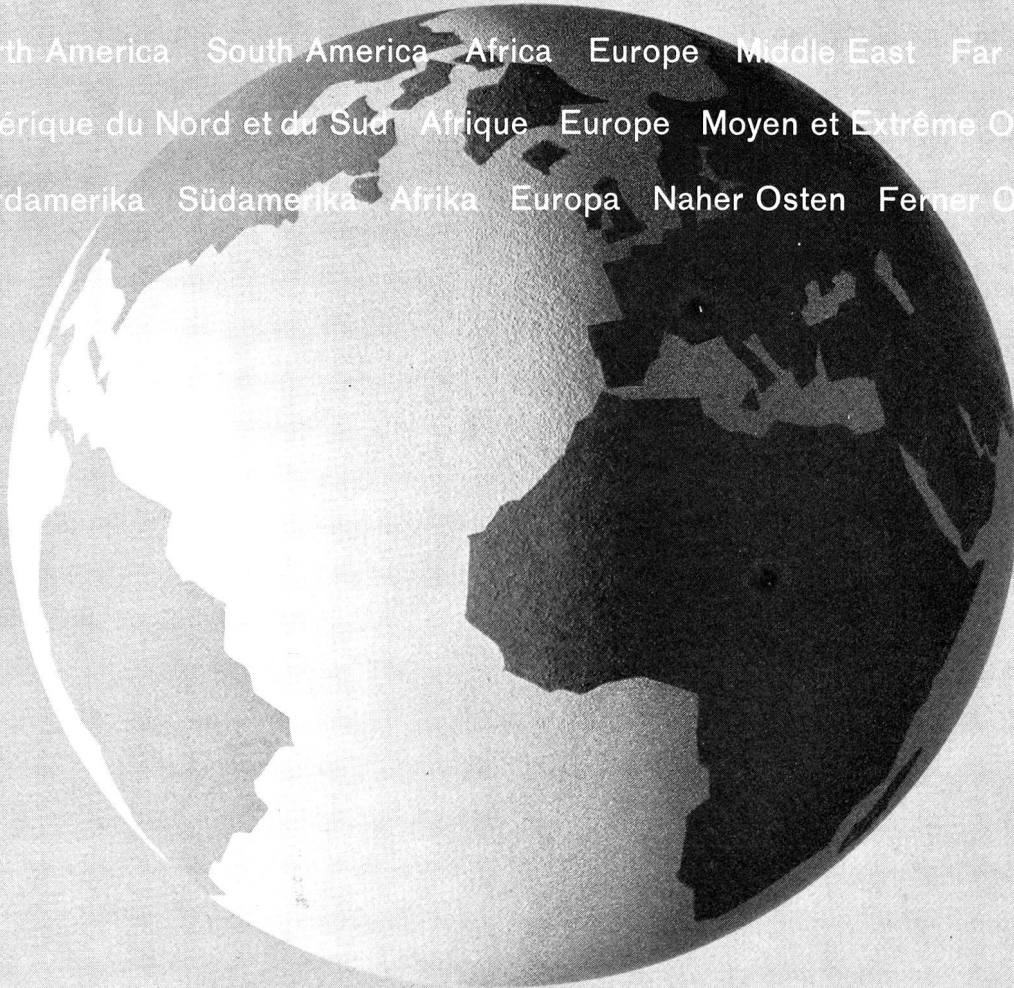 rth America South America Africa Europe Middle East Far
érique du Nord et du Sud Afrique Europe Moyen et Extrême O
rdamerika Südamerika Afrika Europa Naher Osten Ferner O